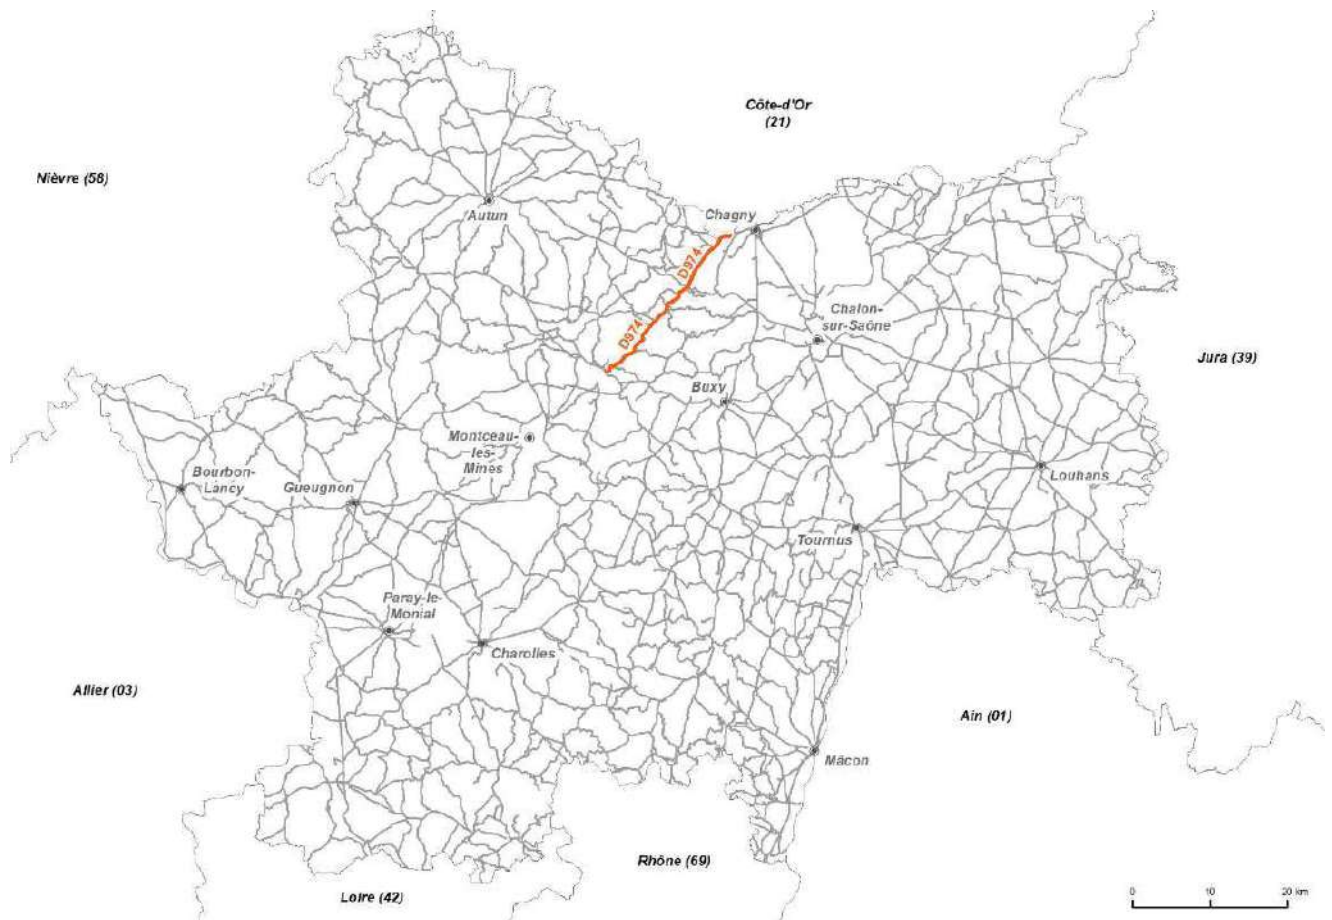 Côte-d'Or
(21)
Nièvre (58)
Autun
Chagny
D974
D974
Chalon-
sur-Saône
Jura (39)
Buxy
Montceau-
les-
Mines
Bourbon-
Lancy
Gueugnon
Louhans
Tournus
Paray-le-
Monial
Charolles
Allier (03)
Ain (01)
Mâcon
Rhône (69)
Loire (42)
0 10 20 km